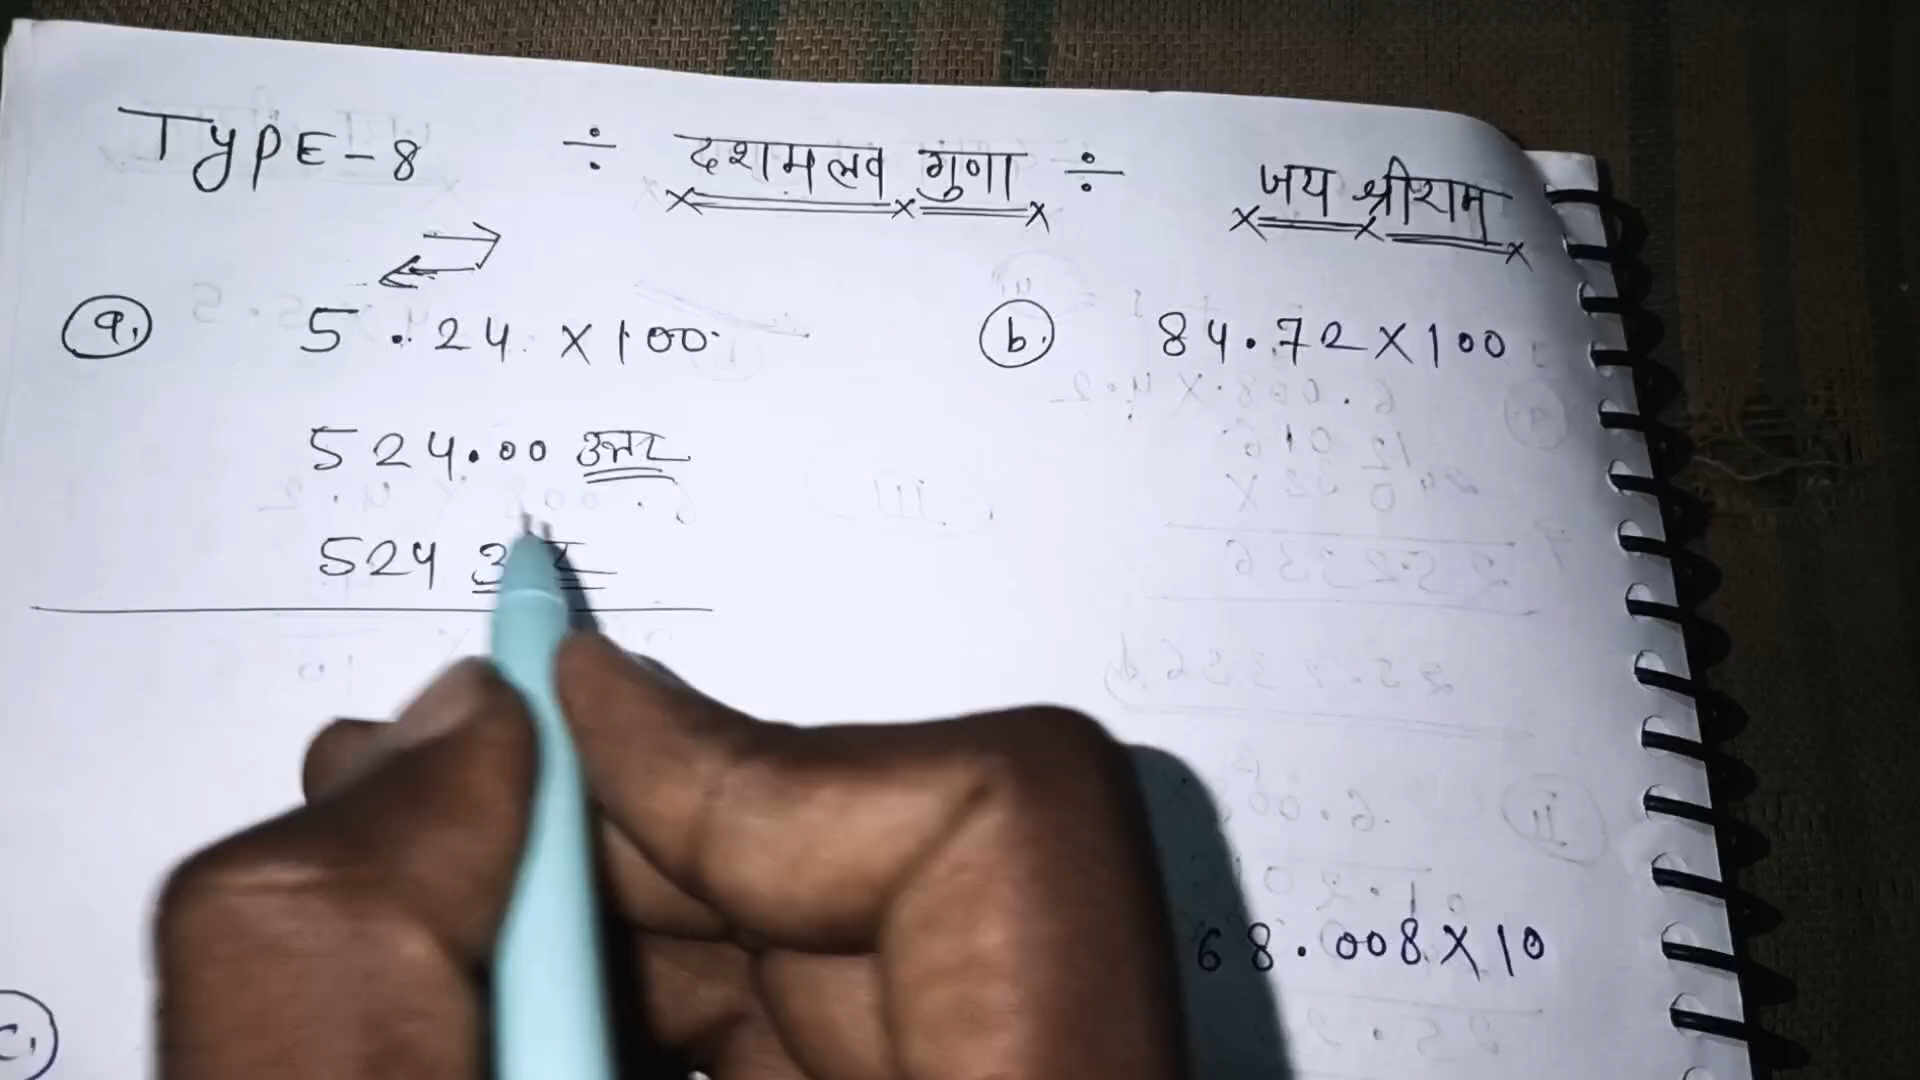 TYPE-8 ÷ दशमलव गुणा ÷ जय श्रीराम
a. 5.24 × 100
524.00 उत्तर
524
b. 84.72 × 100
68.008 × 10
c.